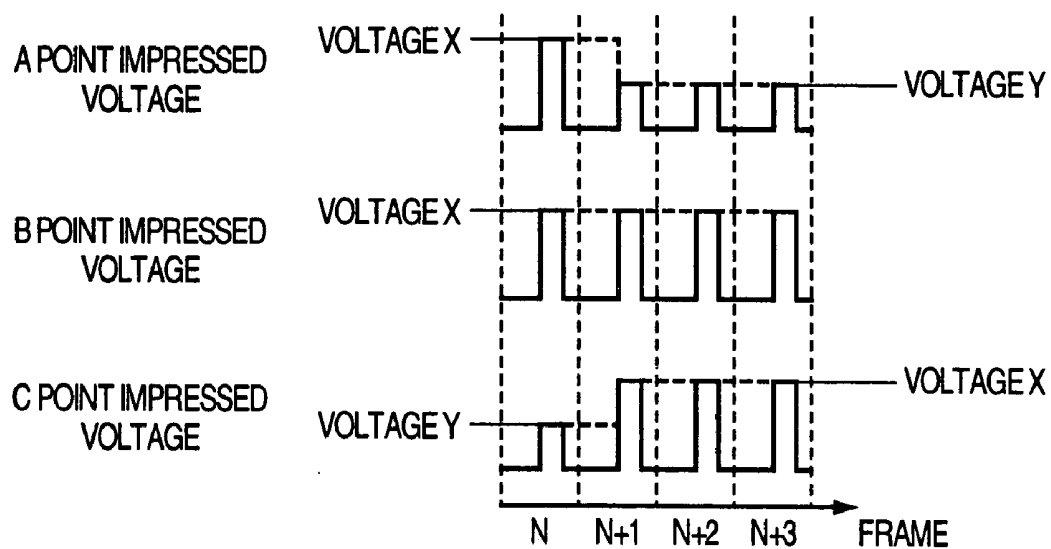 A POINT IMPRESSED
VOLTAGE
VOLTAGE X
VOLTAGE Y
B POINT IMPRESSED
VOLTAGE
VOLTAGE X
C POINT IMPRESSED
VOLTAGE
VOLTAGE Y
VOLTAGE X
N N+1 N+2 N+3 FRAME